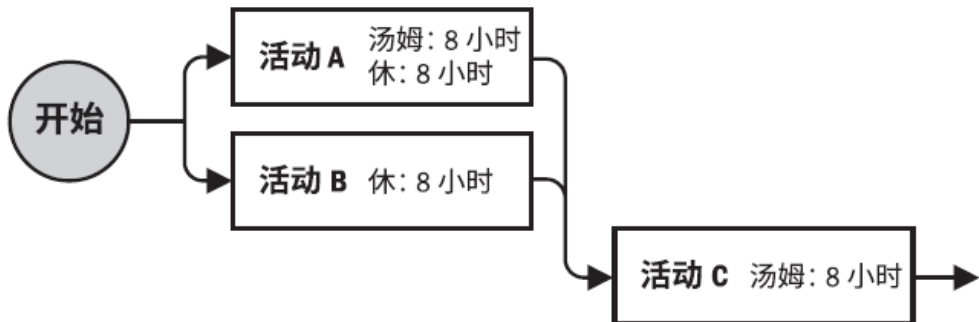 开始
活动 A
汤姆：8 小时
休：8 小时
活动 B 休：8 小时
活动 C 汤姆：8 小时